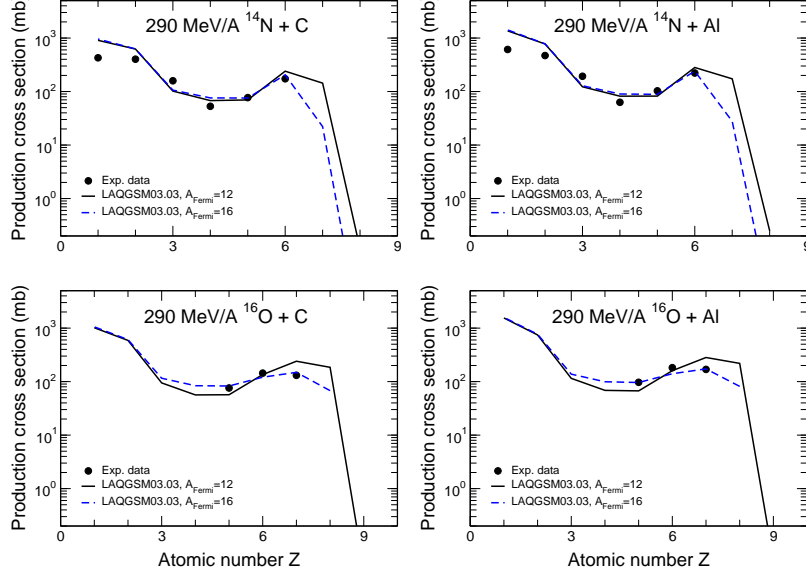 290 MeV/A ¹⁴N + C
Production cross section (mb)
10³
10²
10¹
10⁰
Exp. data
LAQGSM03.03, A_Fermi=12
LAQGSM03.03, A_Fermi=16
0 3 6 9
290 MeV/A ¹⁴N + Al
Production cross section (mb)
10³
10²
10¹
10⁰
Exp. data
LAQGSM03.03, A_Fermi=12
LAQGSM03.03, A_Fermi=16
0 3 6 9
290 MeV/A ¹⁶O + C
Production cross section (mb)
10³
10²
10¹
10⁰
Exp. data
LAQGSM03.03, A_Fermi=12
LAQGSM03.03, A_Fermi=16
0 3 6 9
Atomic number Z
290 MeV/A ¹⁶O + Al
Production cross section (mb)
10³
10²
10¹
10⁰
Exp. data
LAQGSM03.03, A_Fermi=12
LAQGSM03.03, A_Fermi=16
0 3 6 9
Atomic number Z